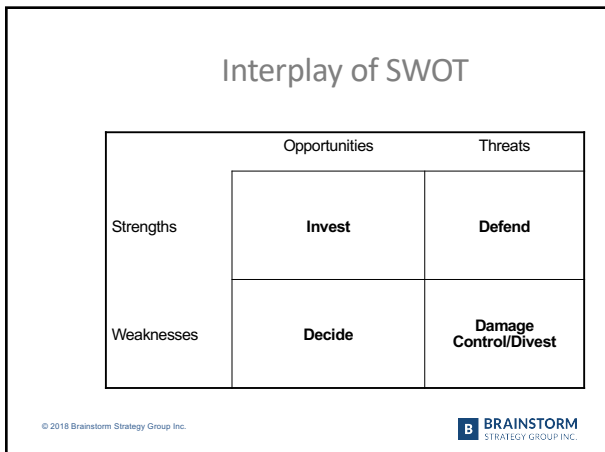 Interplay of SWOT
Opportunities Threats
Strengths Invest Defend
Weaknesses Decide Damage
Control/Divest
© 2018 Brainstorm Strategy Group Inc.
B BRAINSTORM
STRATEGY GROUP INC.